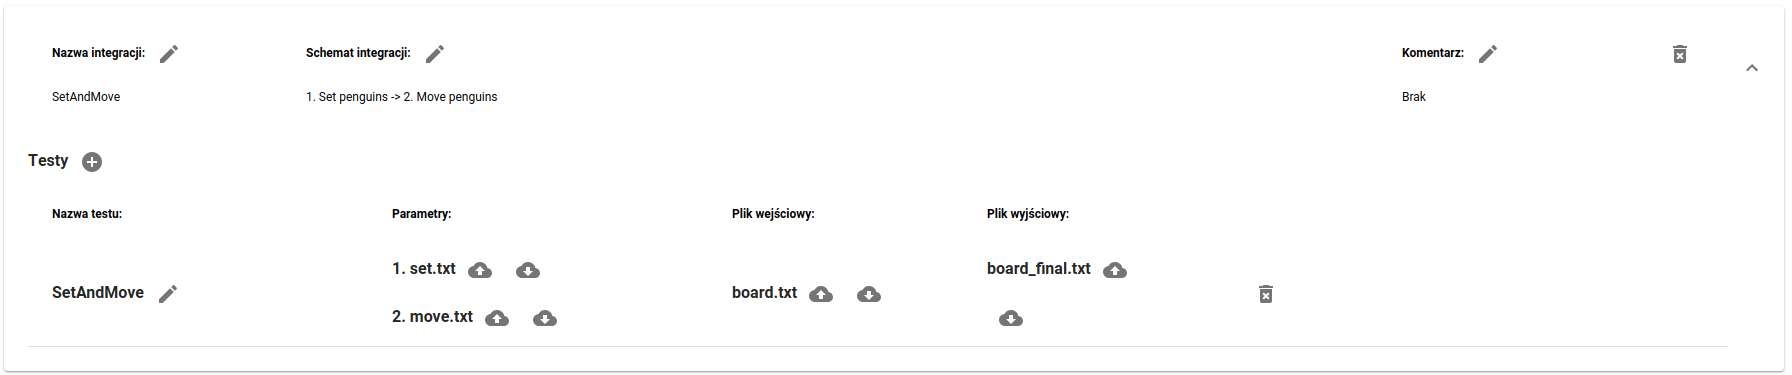 Nazwa integracji:
Schemat integracji:
Komentarz:
SetAndMove
1. Set penguins -> 2. Move penguins
Brak
Testy
Nazwa testu:
Parametry:
Plik wejściowy:
Plik wyjściowy:
SetAndMove
1. set.txt
2. move.txt
board.txt
board_final.txt